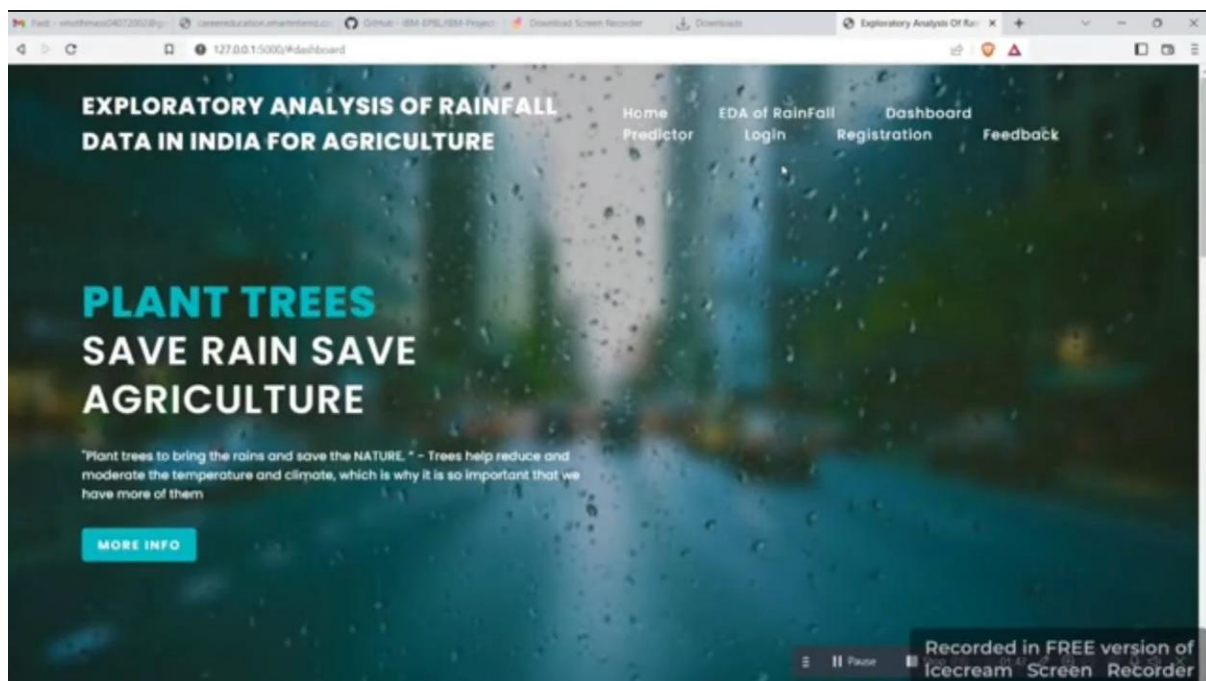 Download Screen Recorder
Downloads
Exploratory Analysis Of Rai
127.0.0.1:5000/#dashboard
EXPLORATORY ANALYSIS OF RAINFALL
DATA IN INDIA FOR AGRICULTURE
Home EDA of RainFall Dashboard
Predictor Login Registration Feedback
PLANT TREES
SAVE RAIN SAVE
AGRICULTURE
"Plant trees to bring the rains and save the NATURE. " - Trees help reduce and
moderate the temperature and climate, which is why it is so important that we
have more of them
MORE INFO
Pause
Recorded in FREE version of
Icecream Screen Recorder